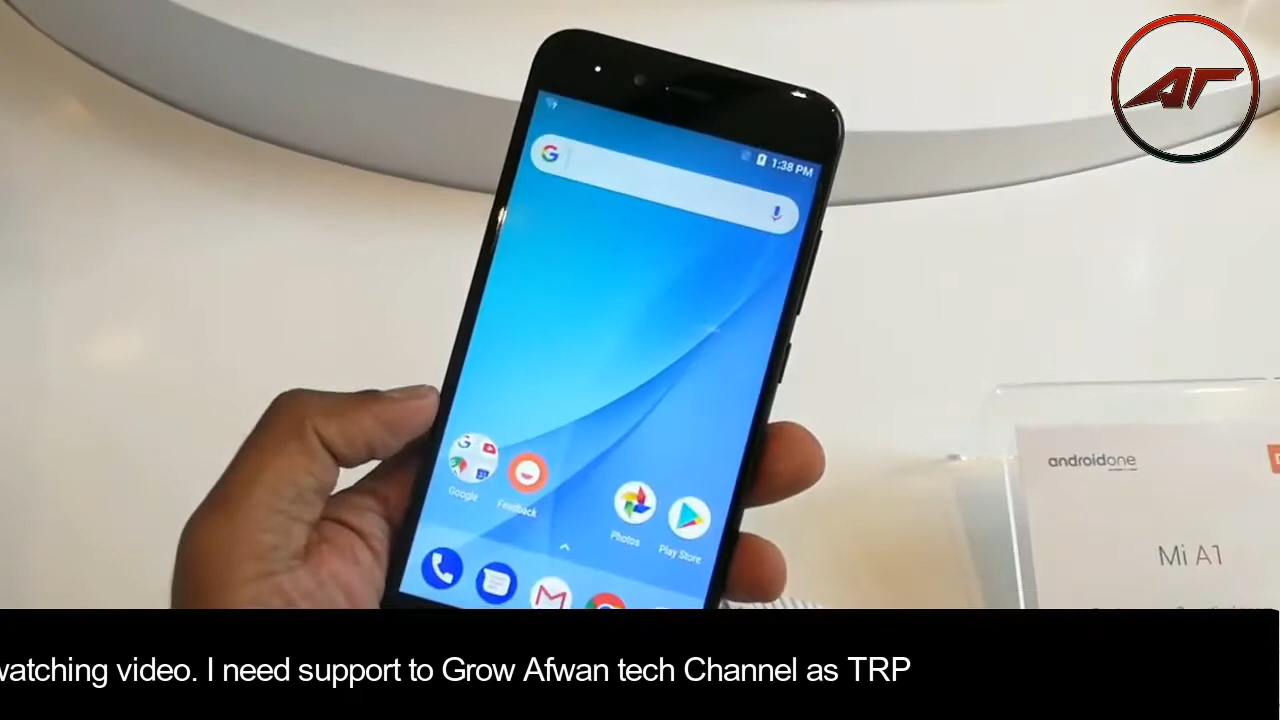 1:38 PM
Google
Feedback
Photos
Play Store
androidone
Mi A1
watching video. I need support to Grow Afwan tech Channel as TRP